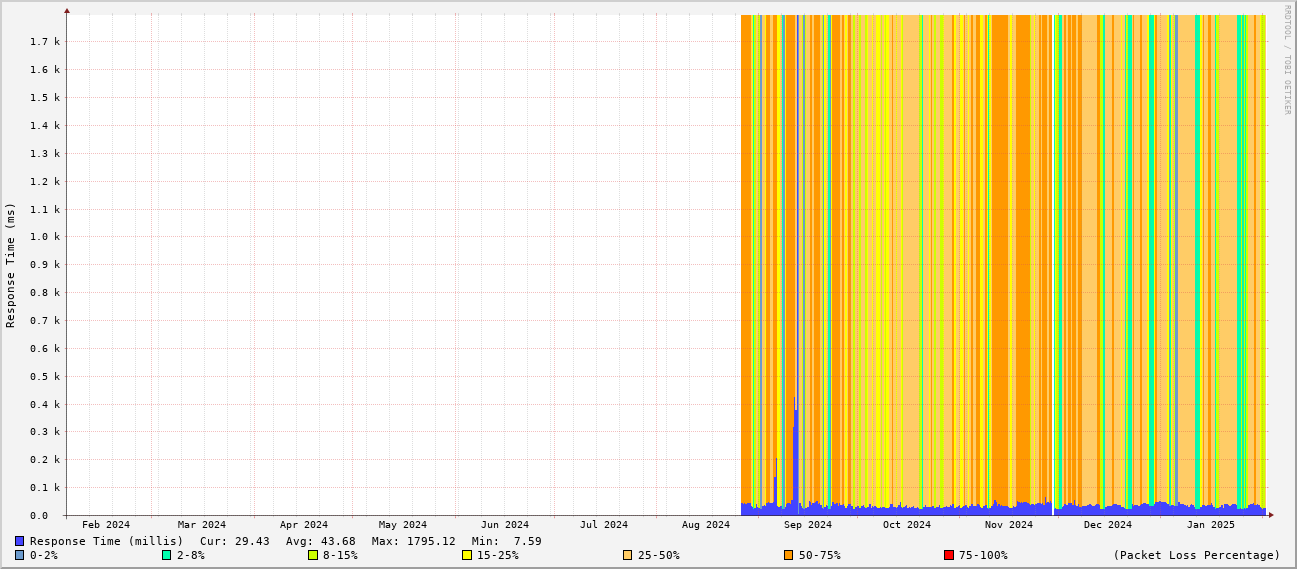 RRDTOOL / TOBI OETIKER
Response Time (ms)
1.7 k
1.6 k
1.5 k
1.4 k
1.3 k
1.2 k
1.1 k
1.0 k
0.9 k
0.8 k
0.7 k
0.6 k
0.5 k
0.4 k
0.3 k
0.2 k
0.1 k
0.0
Feb 2024 Mar 2024 Apr 2024 May 2024 Jun 2024 Jul 2024 Aug 2024 Sep 2024 Oct 2024 Nov 2024 Dec 2024 Jan 2025
Response Time (millis) Cur: 29.43 Avg: 43.68 Max: 1795.12 Min: 7.59
0-2% 2-8% 8-15% 15-25% 25-50% 50-75% 75-100% (Packet Loss Percentage)